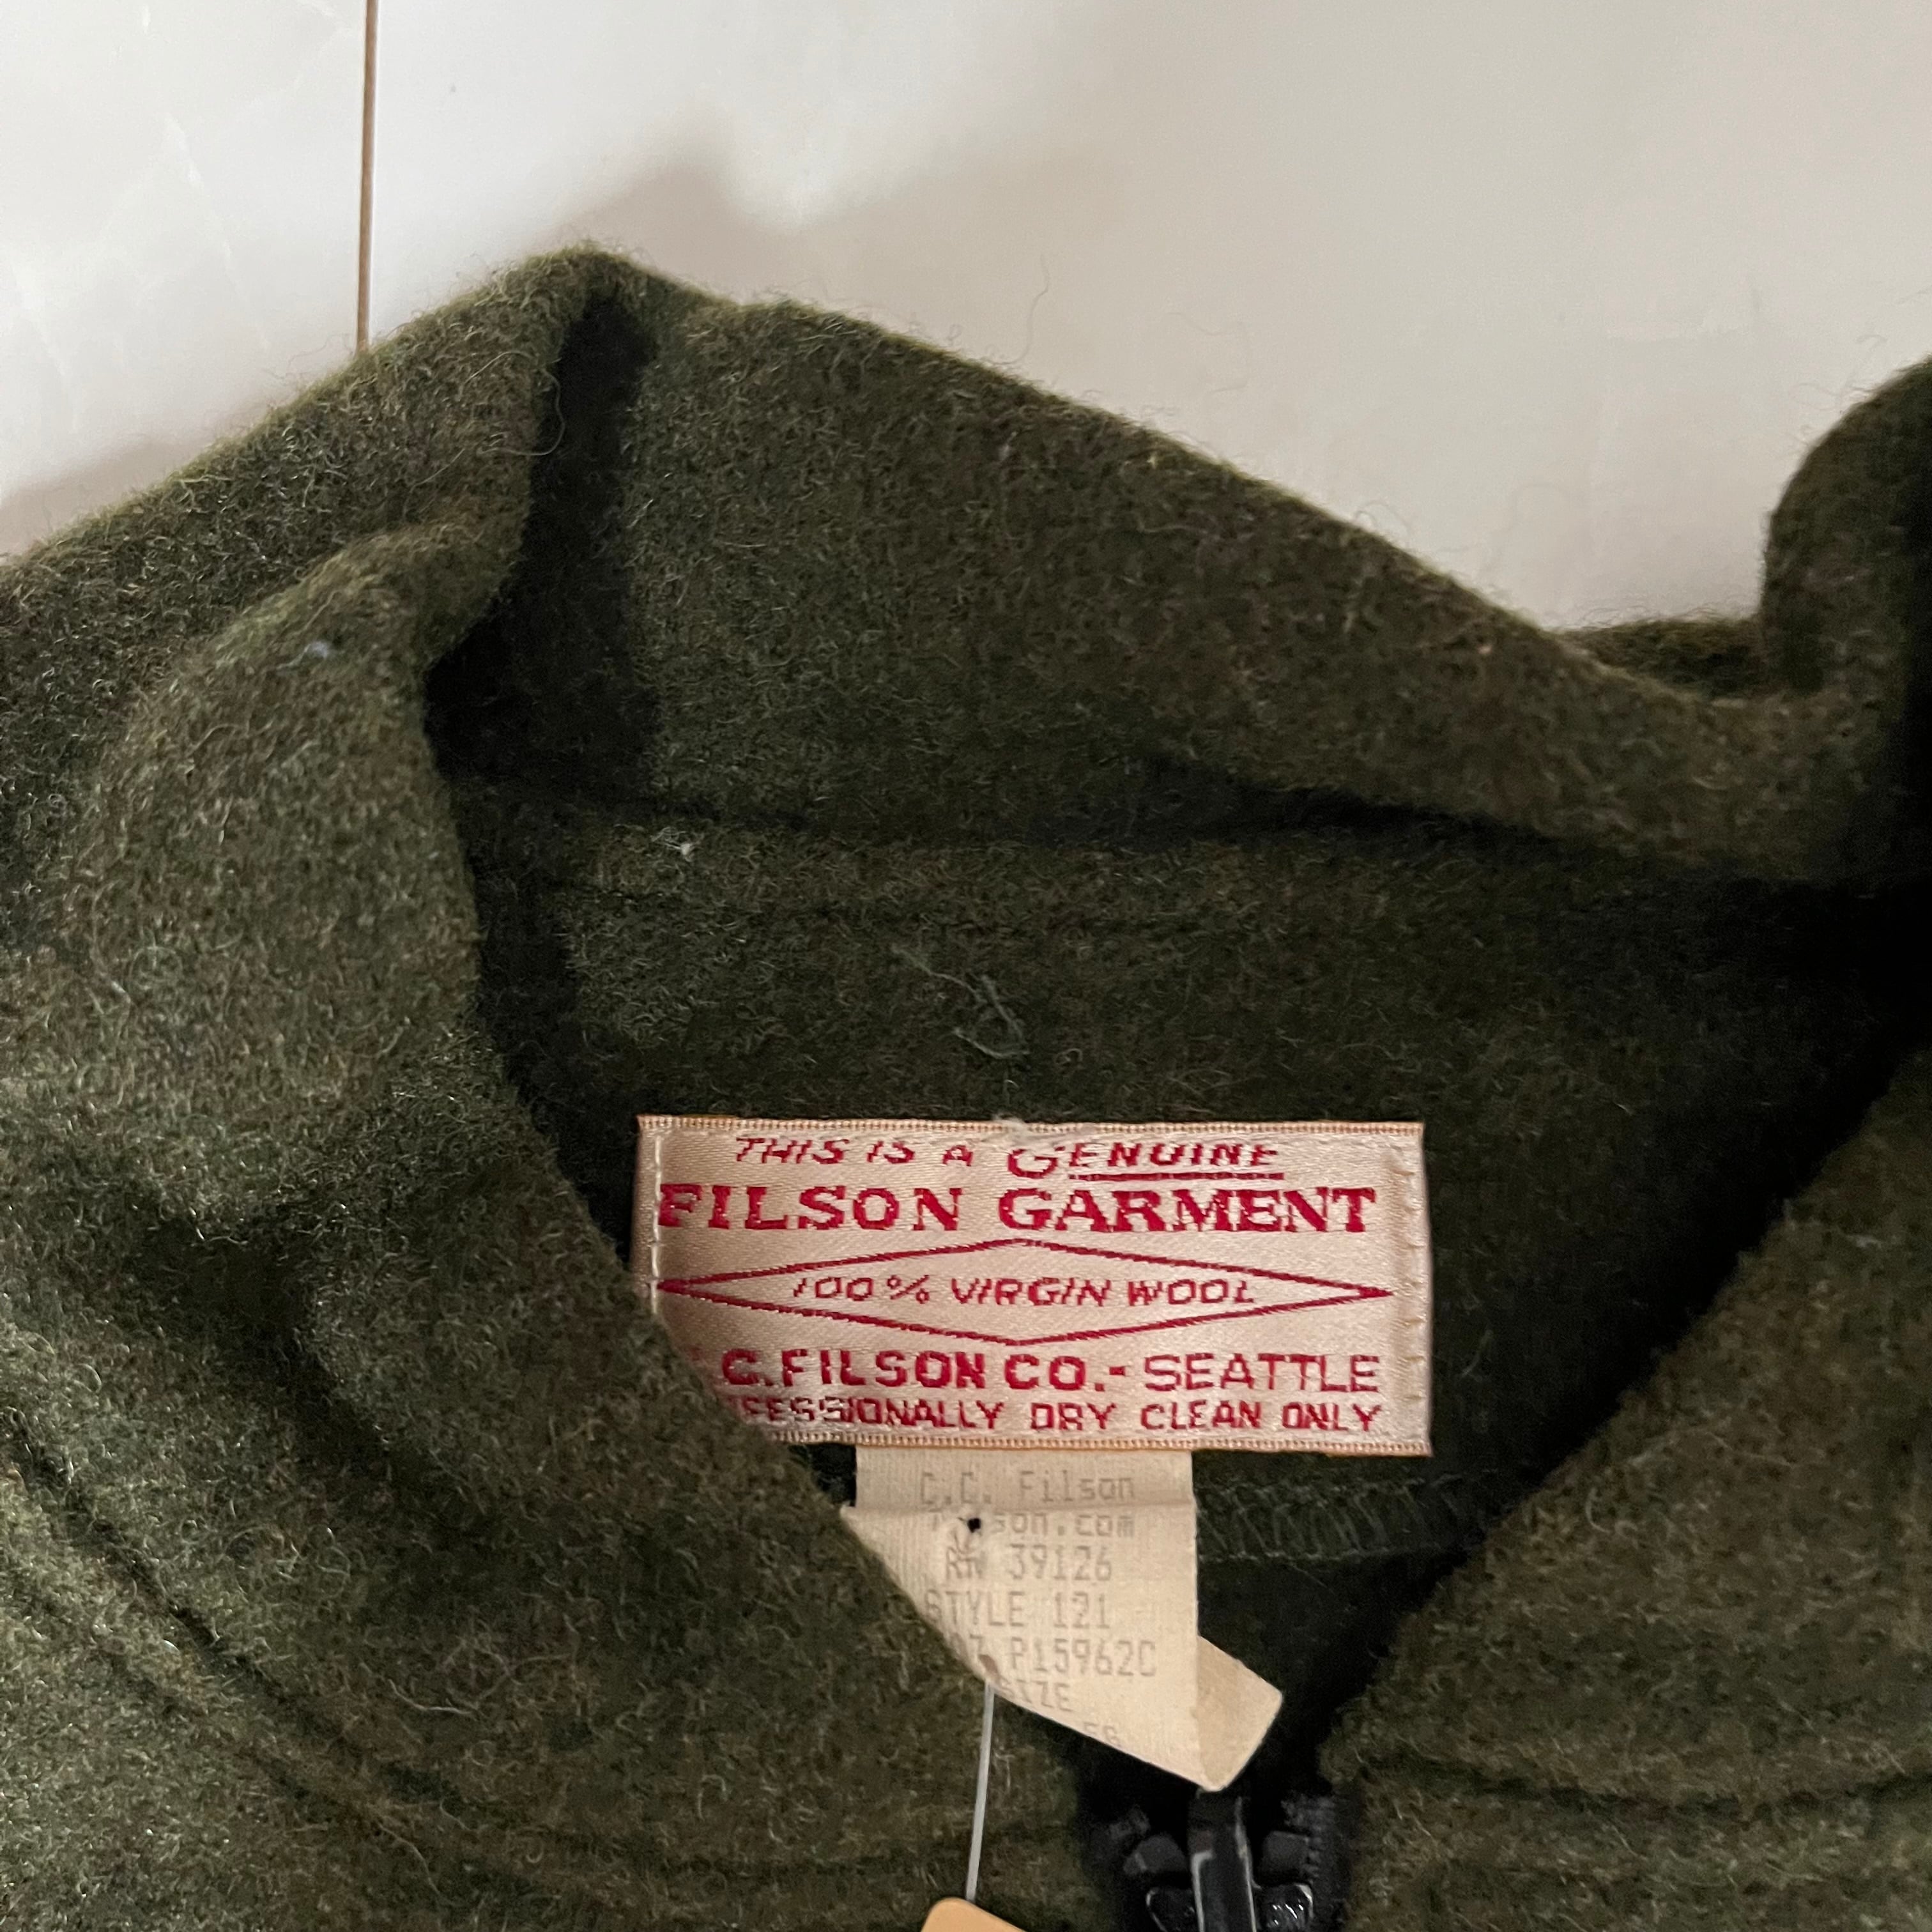 THIS IS A GENUINE
FILSON GARMENT
100% VIRGIN WOOL
C. FILSON CO.- SEATTLE
DRY CLEAN ONLY
C.C. Filson
RN 39126
STYLE 121
P15962C
SIZE